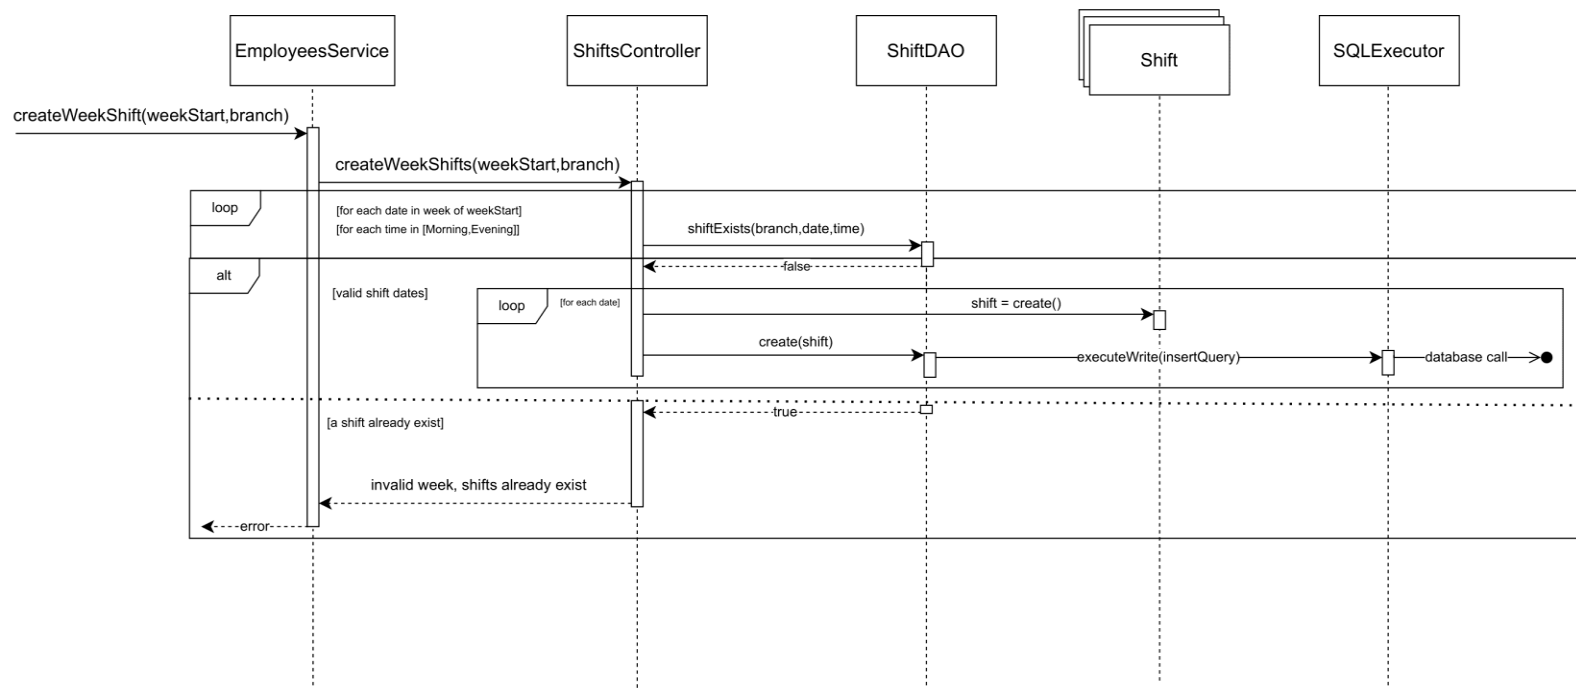 EmployeesService
ShiftsController
ShiftDAO
Shift
SQLExecutor
createWeekShift(weekStart,branch)
createWeekShifts(weekStart,branch)
loop
[for each date in week of weekStart]
[for each time in [Morning,Evening]]
shiftExists(branch,date,time)
false
alt
[valid shift dates]
loop
[for each date]
shift = create()
create(shift)
executeWrite(insertQuery)
database call
true
[a shift already exist]
invalid week, shifts already exist
error